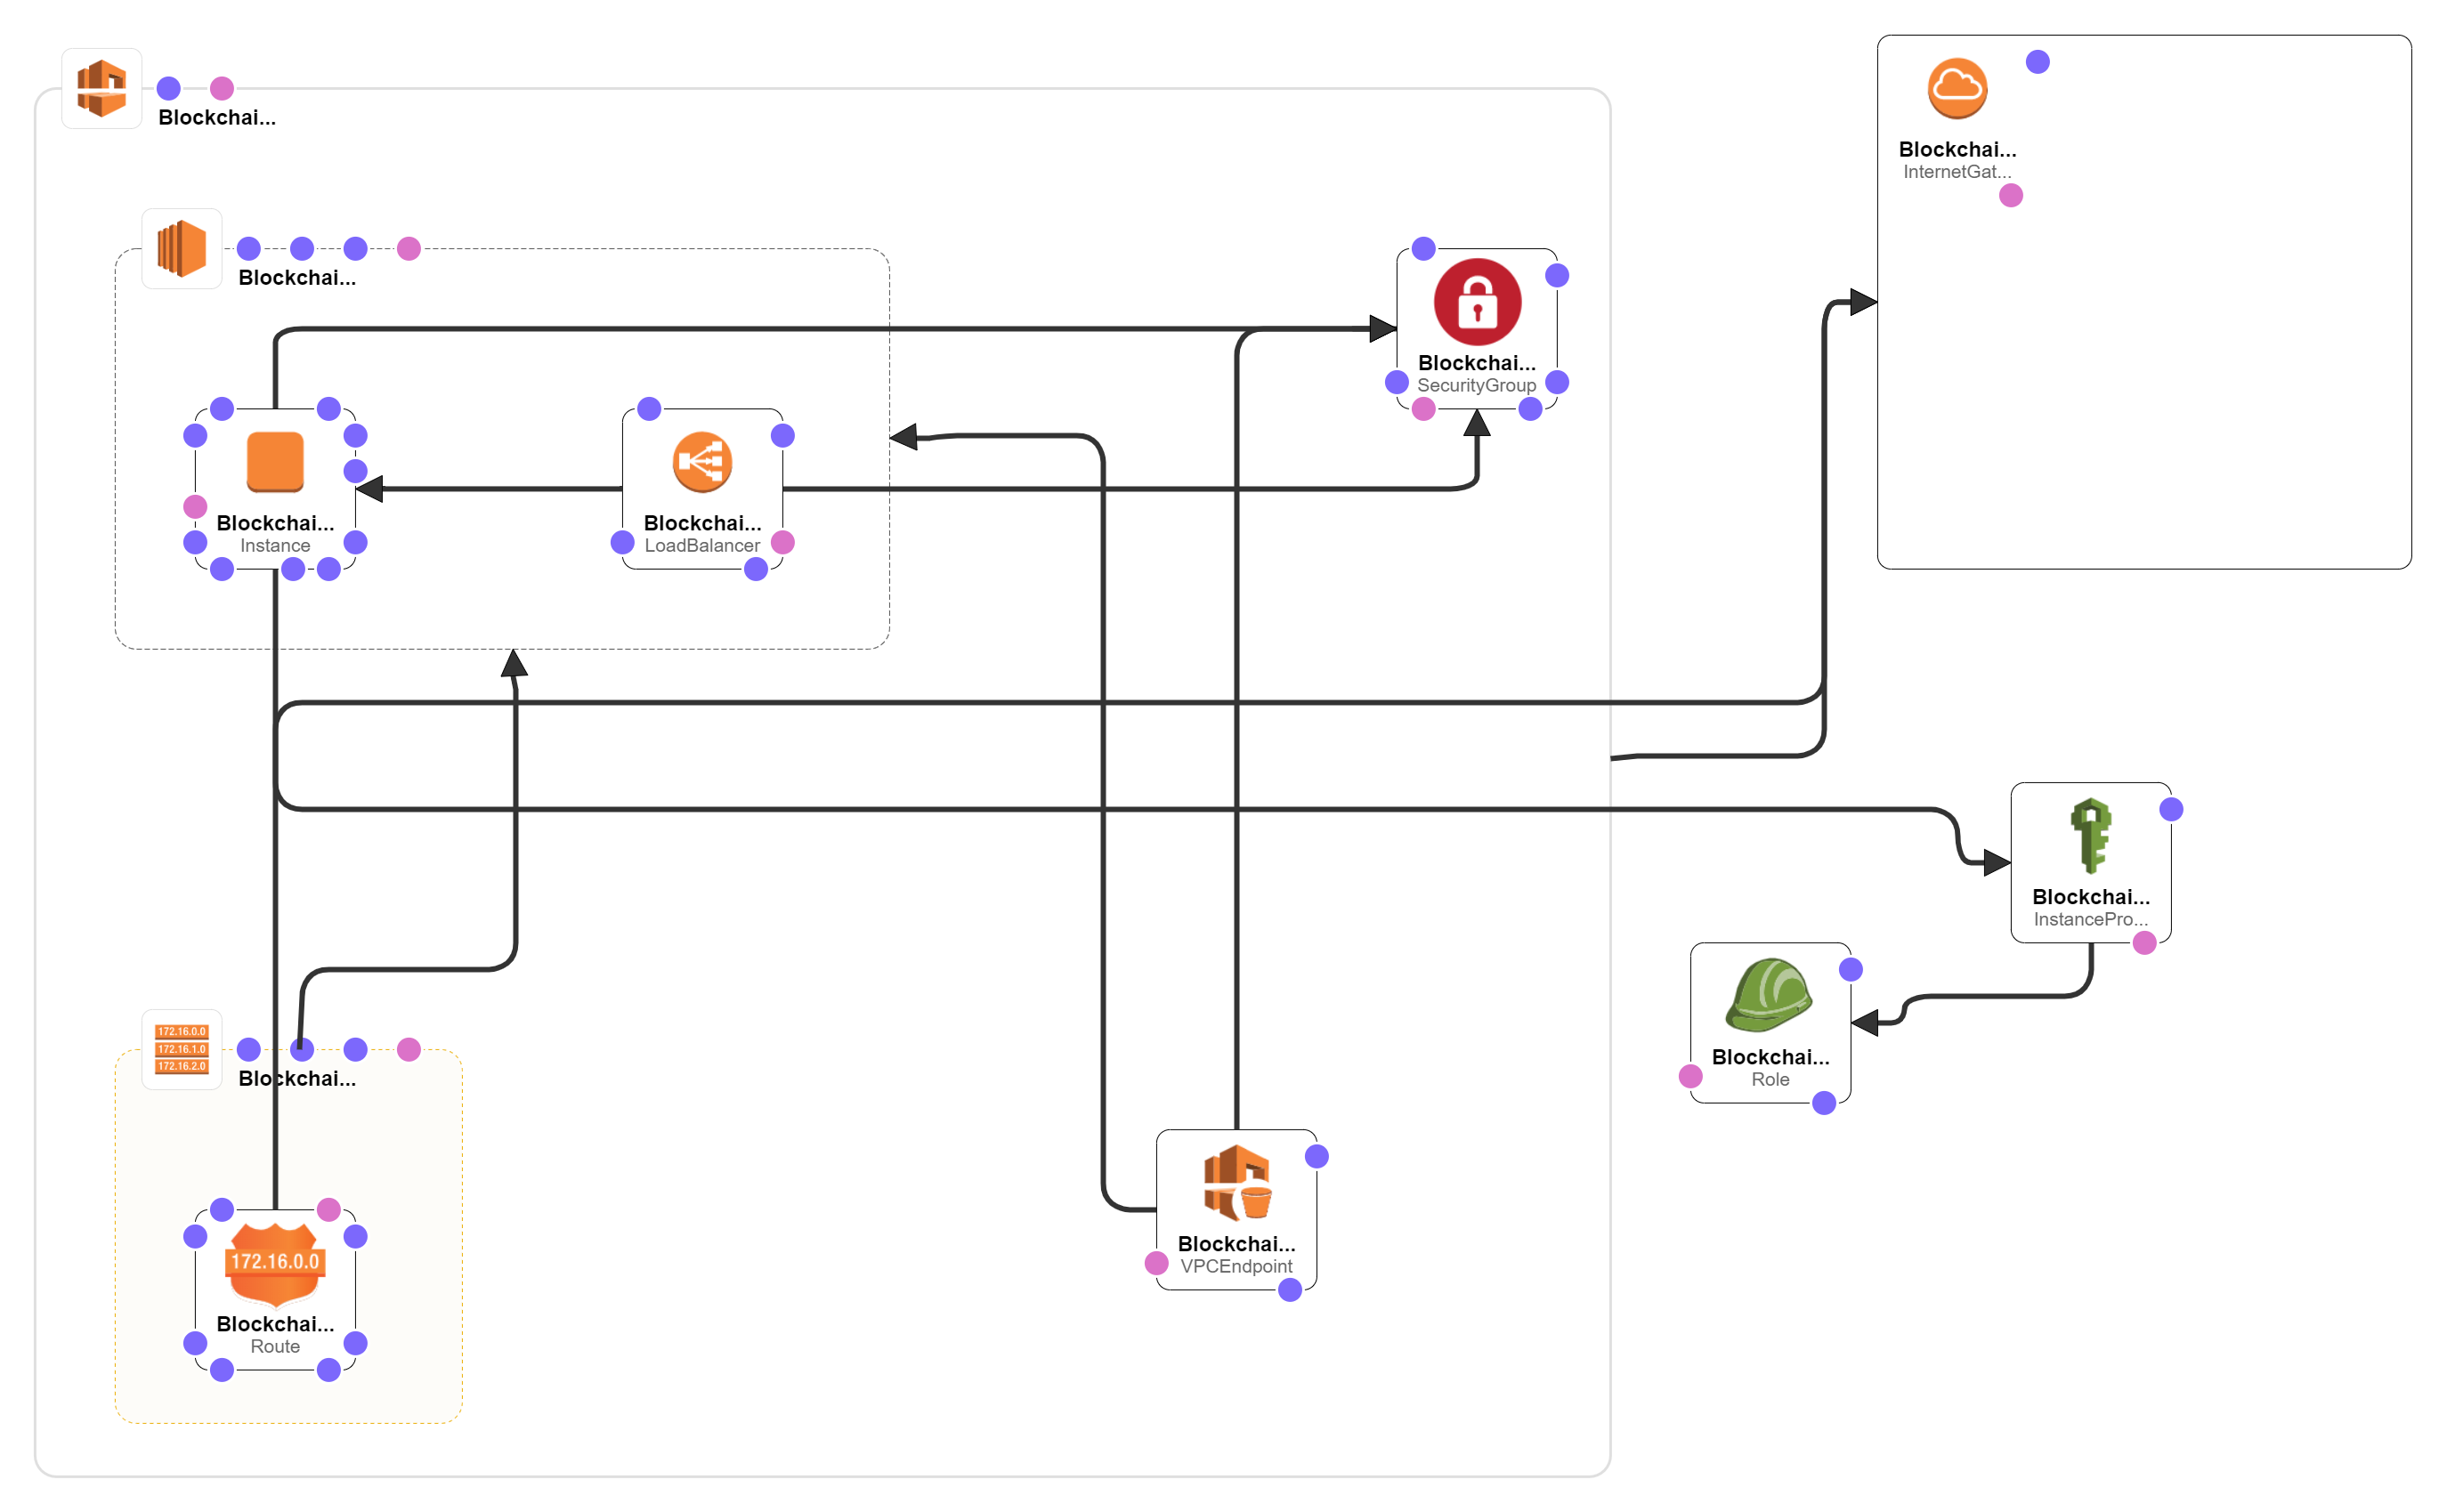 Blockchai...
Blockchai...
InternetGat...
Blockchai...
Blockchai...
SecurityGroup
Blockchai...
Instance
Blockchai...
LoadBalancer
Blockchai...
InstancePro...
172.16.0.0
172.16.1.0
172.16.2.0
Blockchai...
Blockchai...
Role
Blockchai...
VPCEndpoint
172.16.0.0
Blockchai...
Route